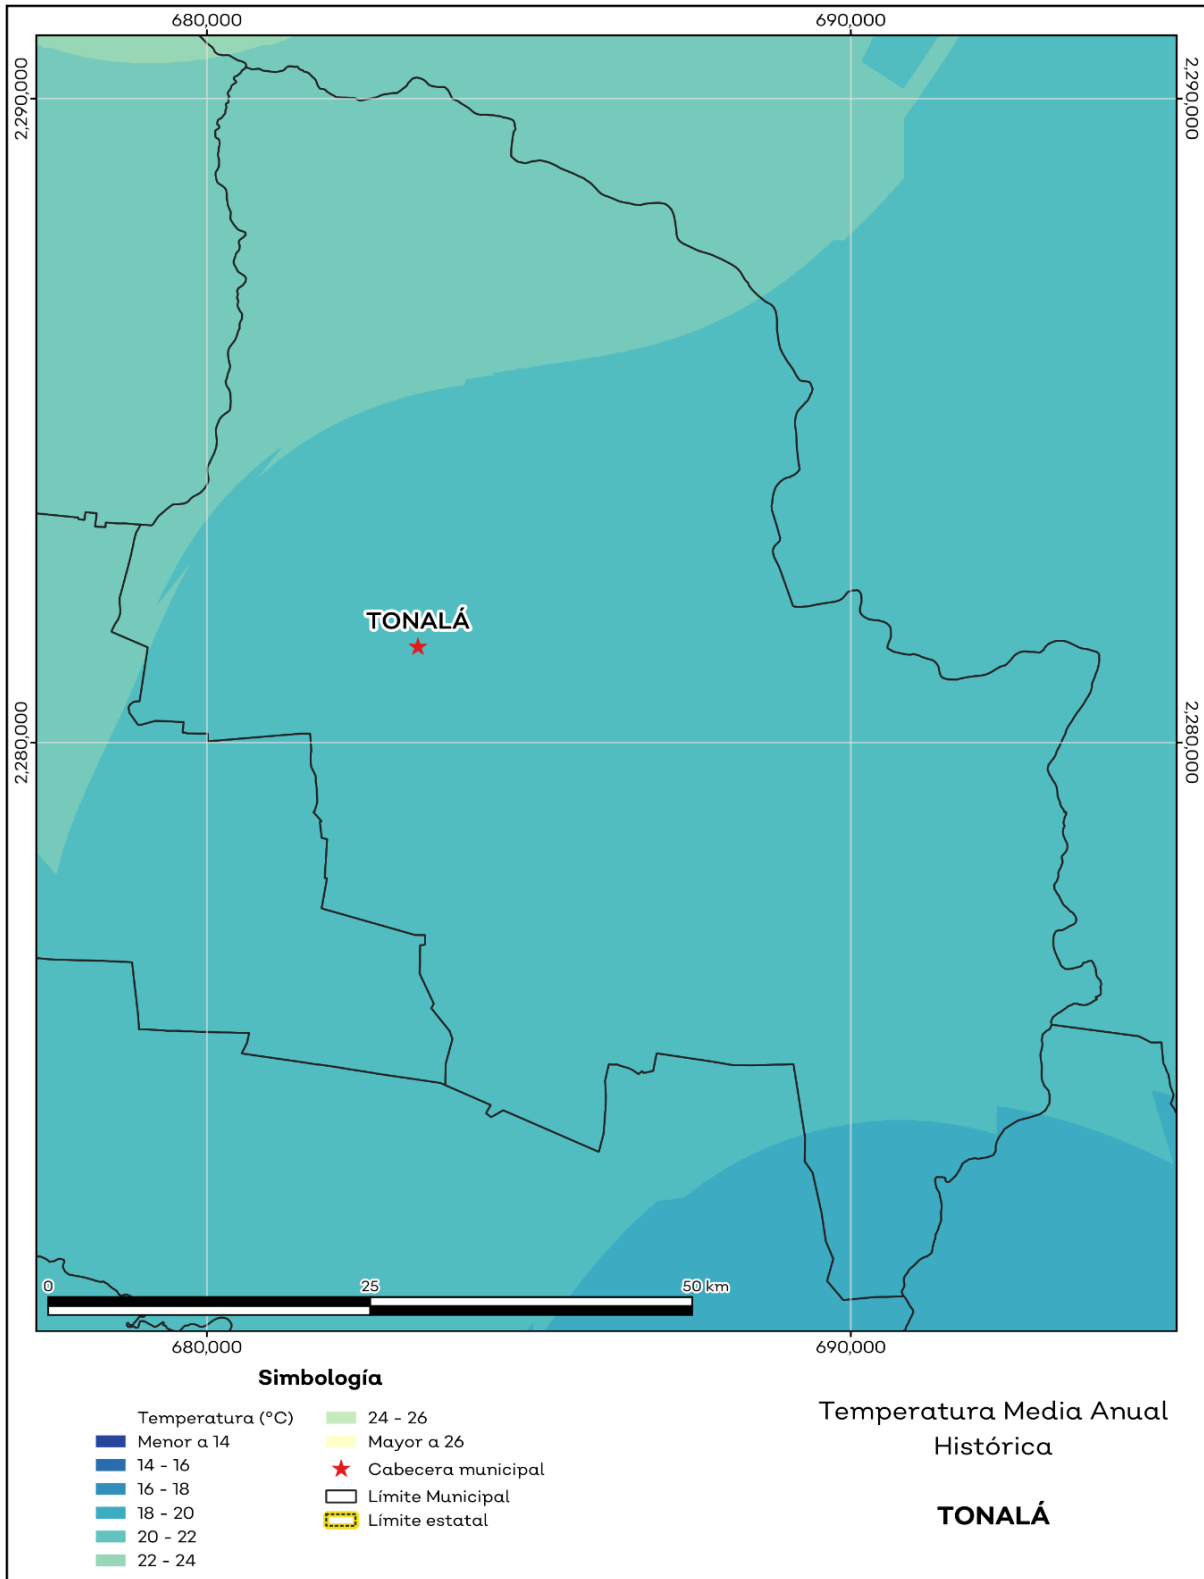 680,000
690,000
2,290,000
2,290,000
TONALÁ
2,280,000
2,280,000
0
25
50 km
680,000
690,000
Simbología
Temperatura (°C)
Menor a 14
14 - 16
16 - 18
18 - 20
20 - 22
22 - 24
24 - 26
Mayor a 26
Cabecera municipal
Límite Municipal
Límite estatal
Temperatura Media Anual
Histórica
TONALÁ